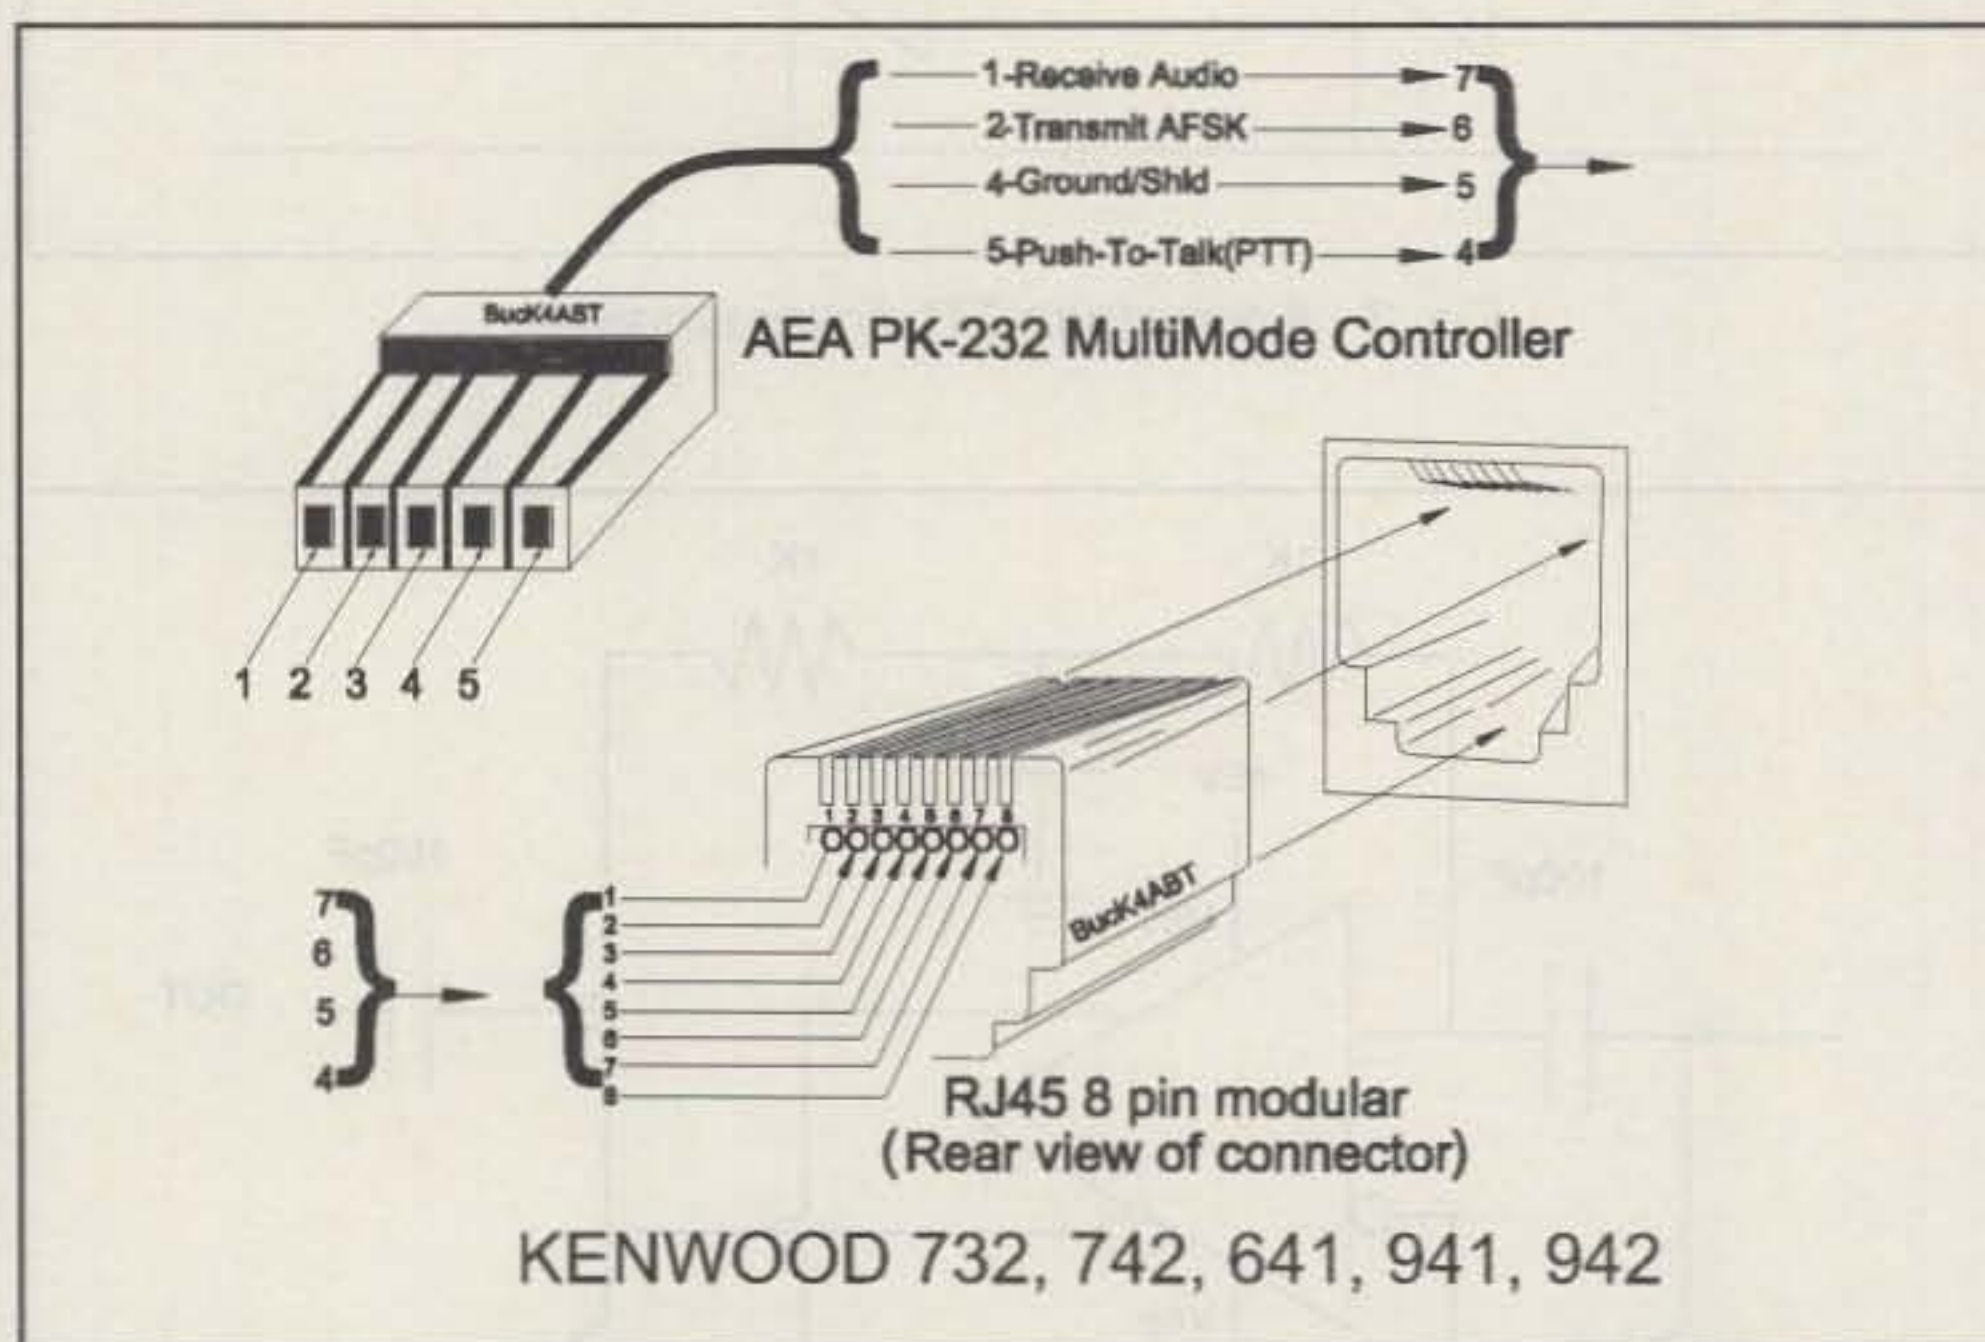 1-Receive Audio 7
2-Transmit AFSK 6
4-Ground/Shld 5
5-Push-To-Talk(PTT) 4
BucK4ABT
AEA PK-232 MultiMode Controller
1 2 3 4 5
1 2 3 4 5 6 7 8
7
6
5
4
1
2
3
4
5
6
7
8
BucK4ABT
RJ45 8 pin modular
(Rear view of connector)
KENWOOD 732, 742, 641, 941, 942